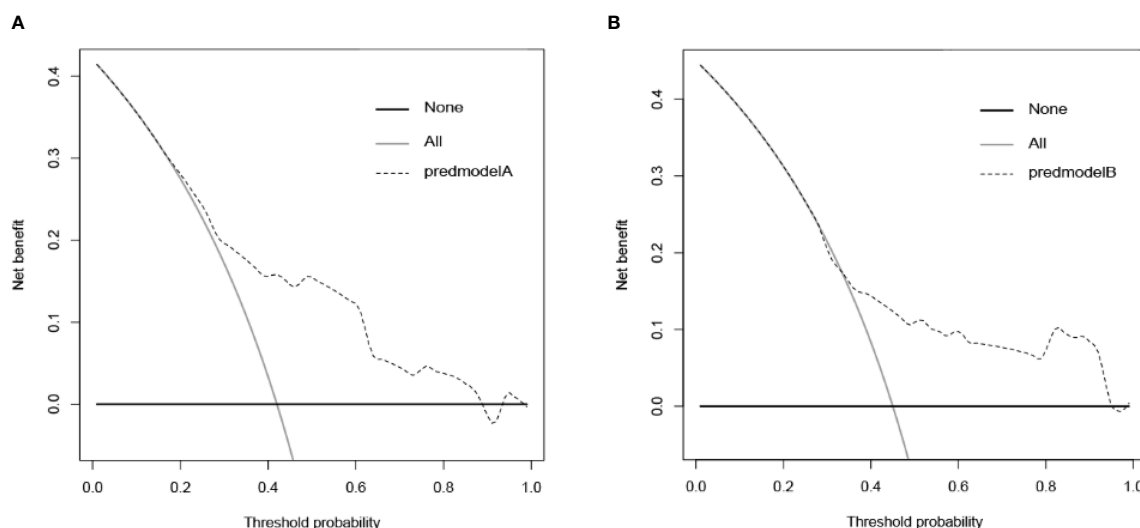 A
Net benefit
0.4
0.3
0.2
0.1
0.0
None
All
predmodelA
0.0 0.2 0.4 0.6 0.8 1.0
Threshold probability
B
Net benefit
0.4
0.3
0.2
0.1
0.0
None
All
predmodelB
0.0 0.2 0.4 0.6 0.8 1.0
Threshold probability